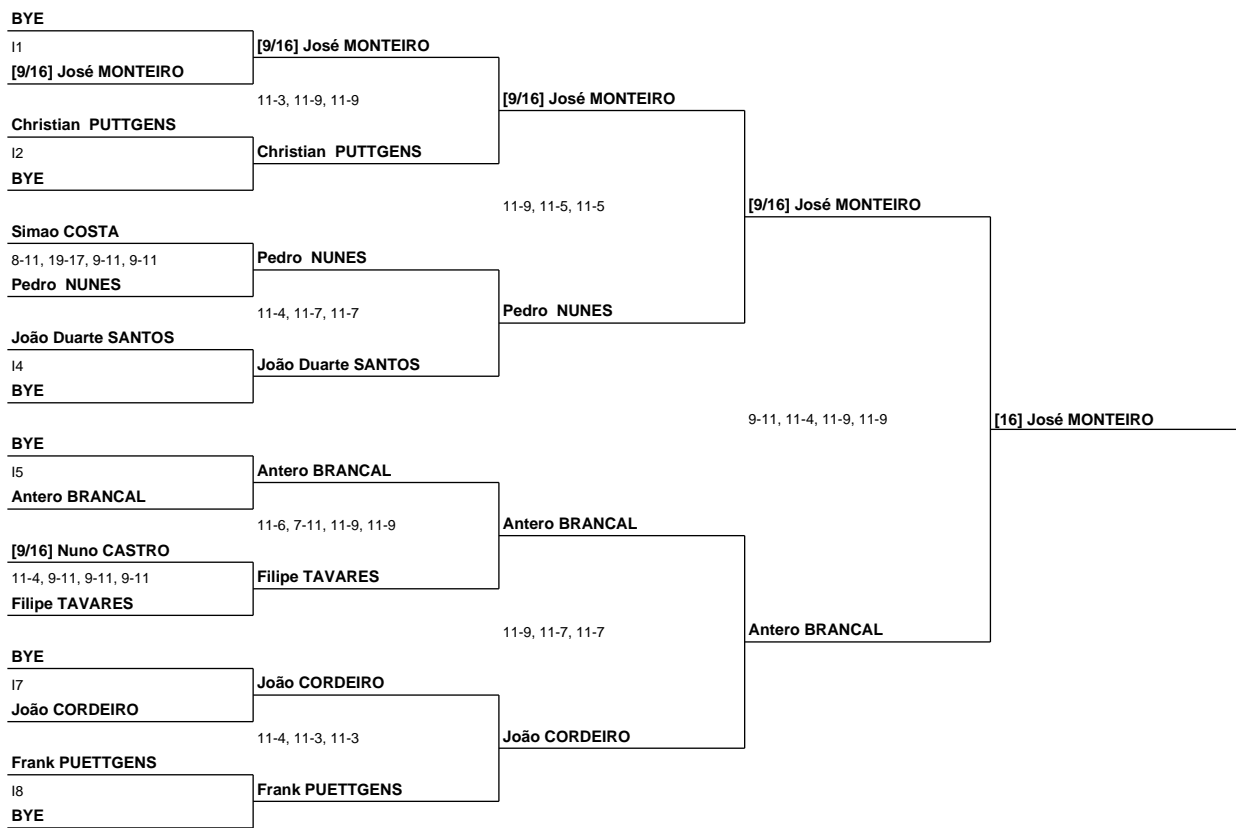 BYE
I1
[9/16] José MONTEIRO
[9/16] José MONTEIRO
11-3, 11-9, 11-9
[9/16] José MONTEIRO
Christian  PUTTGENS
I2
Christian  PUTTGENS
BYE
11-9, 11-5, 11-5
[9/16] José MONTEIRO
Simao COSTA
8-11, 19-17, 9-11, 9-11
Pedro  NUNES
Pedro  NUNES
11-4, 11-7, 11-7
Pedro  NUNES
João Duarte SANTOS
I4
João Duarte SANTOS
BYE
9-11, 11-4, 11-9, 11-9
[16] José MONTEIRO
BYE
I5
Antero BRANCAL
Antero BRANCAL
11-6, 7-11, 11-9, 11-9
Antero BRANCAL
[9/16] Nuno CASTRO
11-4, 9-11, 9-11, 9-11
Filipe TAVARES
Filipe TAVARES
11-9, 11-7, 11-7
Antero BRANCAL
BYE
I7
João CORDEIRO
João CORDEIRO
11-4, 11-3, 11-3
João CORDEIRO
Frank PUETTGENS
I8
Frank PUETTGENS
BYE